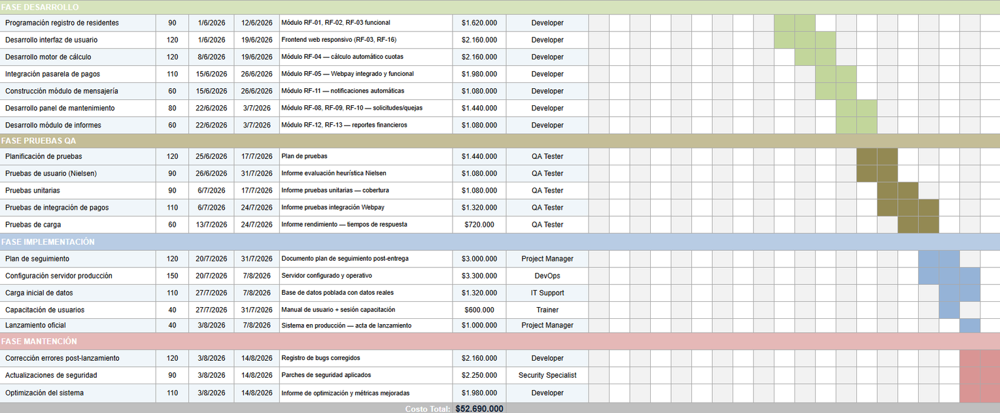 FASE DESARROLLO
Programación registro de residentes 90 1/6/2026 12/6/2026 Módulo RF-01, RF-02, RF-03 funcional $1.620.000 Developer
Desarrollo interfaz de usuario 120 1/6/2026 19/6/2026 Frontend web responsivo (RF-03, RF-16) $2.160.000 Developer
Desarrollo motor de cálculo 120 8/6/2026 19/6/2026 Módulo RF-04 — cálculo automático cuotas $2.160.000 Developer
Integración pasarela de pagos 110 15/6/2026 26/6/2026 Módulo RF-05 — Webpay integrado y funcional $1.980.000 Developer
Construcción módulo de mensajería 60 15/6/2026 26/6/2026 Módulo RF-11 — notificaciones automáticas $1.080.000 Developer
Desarrollo panel de mantenimiento 80 22/6/2026 3/7/2026 Módulo RF-08, RF-09, RF-10 — solicitudes/quejas $1.440.000 Developer
Desarrollo módulo de informes 60 22/6/2026 3/7/2026 Módulo RF-12, RF-13 — reportes financieros $1.080.000 Developer
FASE PRUEBAS QA
Planificación de pruebas 120 25/6/2026 17/7/2026 Plan de pruebas $1.440.000 QA Tester
Pruebas de usuario (Nielsen) 90 26/6/2026 31/7/2026 Informe evaluación heurística Nielsen $1.080.000 QA Tester
Pruebas unitarias 90 6/7/2026 17/7/2026 Informe pruebas unitarias — cobertura $1.080.000 QA Tester
Pruebas de integración de pagos 110 6/7/2026 24/7/2026 Informe pruebas integración Webpay $1.320.000 QA Tester
Pruebas de carga 60 13/7/2026 24/7/2026 Informe rendimiento — tiempos de respuesta $720.000 QA Tester
FASE IMPLEMENTACIÓN
Plan de seguimiento 120 20/7/2026 31/7/2026 Documento plan de seguimiento post-entrega $3.000.000 Project Manager
Configuración servidor producción 150 20/7/2026 7/8/2026 Servidor configurado y operativo $3.300.000 DevOps
Carga inicial de datos 110 27/7/2026 7/8/2026 Base de datos poblada con datos reales $1.320.000 IT Support
Capacitación de usuarios 40 27/7/2026 31/7/2026 Manual de usuario + sesión capacitación $600.000 Trainer
Lanzamiento oficial 40 3/8/2026 7/8/2026 Sistema en producción — acta de lanzamiento $1.000.000 Project Manager
FASE MANTENCIÓN
Corrección errores post-lanzamiento 120 3/8/2026 14/8/2026 Registro de bugs corregidos $2.160.000 Developer
Actualizaciones de seguridad 90 3/8/2026 14/8/2026 Parches de seguridad aplicados $2.250.000 Security Specialist
Optimización del sistema 110 3/8/2026 14/8/2026 Informe de optimización y métricas mejoradas $1.980.000 Developer
Costo Total: $52.690.000